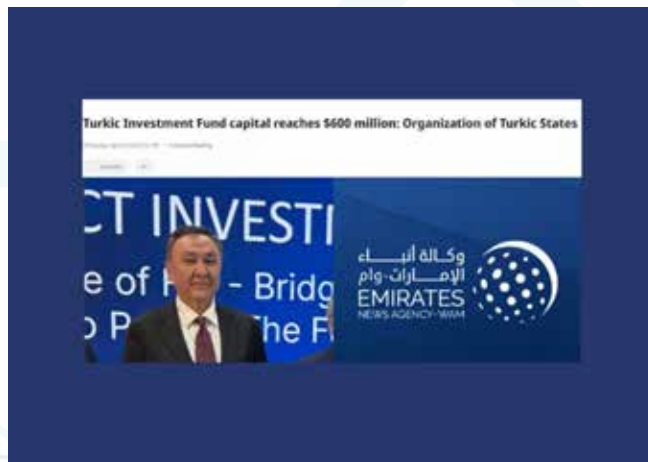 Turkic Investment Fund capital reaches $600 million: Organization of Turkic States
CT INVESTI
e of F - Bridg
o P The F
وكالة أنباء
الإمارات-وام
EMIRATES
NEWS AGENCY-WAM